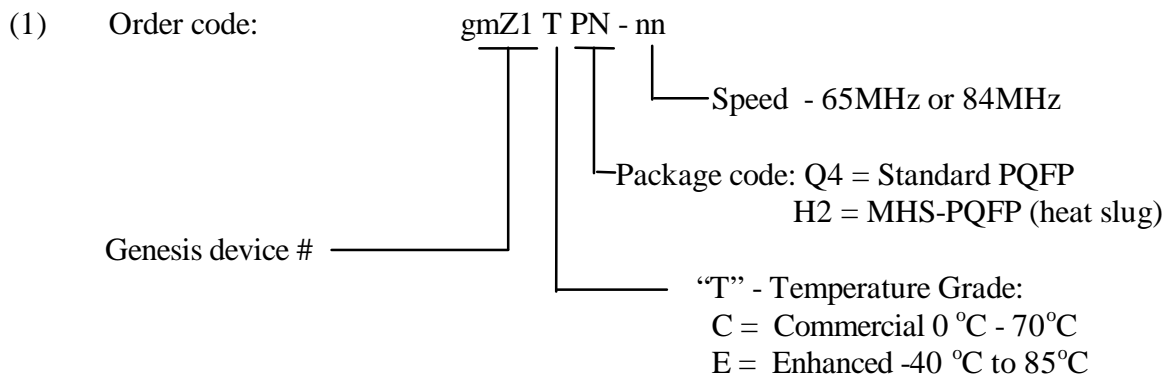 (1) Order code: gmZ1 T PN - nn
Speed - 65MHz or 84MHz
Package code: Q4 = Standard PQFP
H2 = MHS-PQFP (heat slug)
Genesis device #
“T” - Temperature Grade:
C = Commercial 0 °C - 70°C
E = Enhanced -40 °C to 85°C